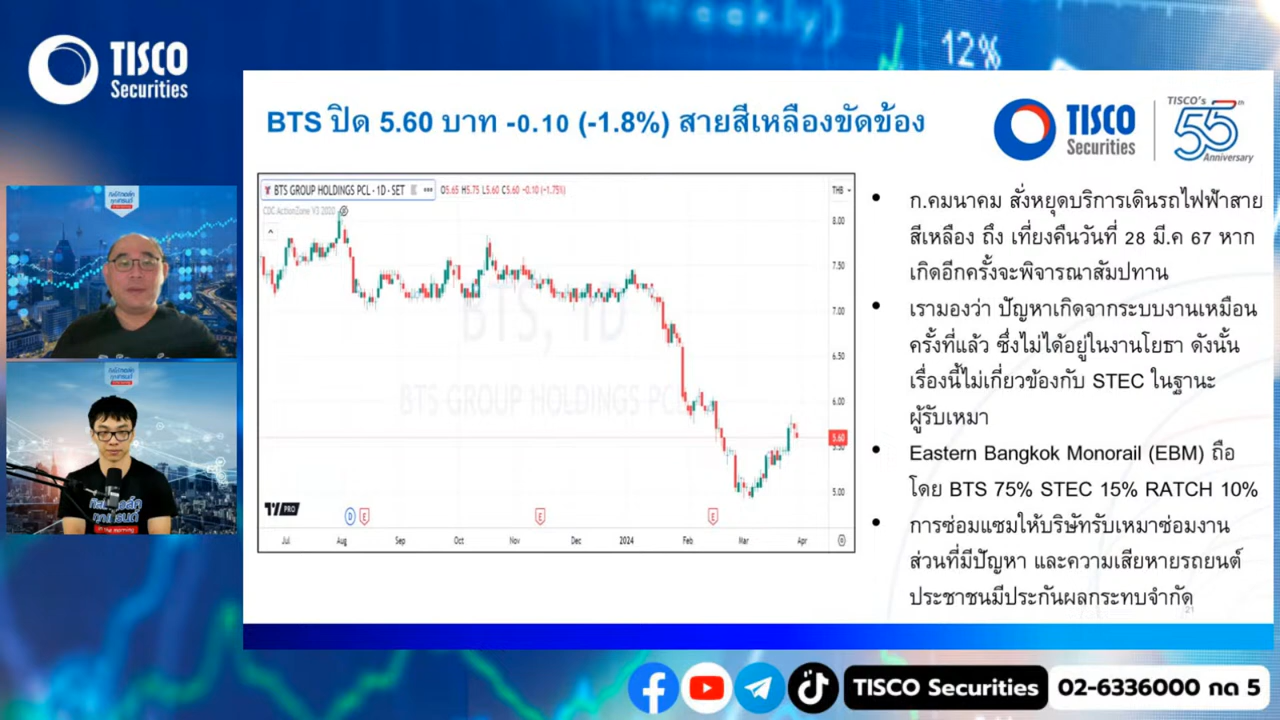 TISCO
Securities
12%
BTS ปิด 5.60 บาท -0.10 (-1.8%) สายสีเหลืองขัดข้อง
TISCO
Securities
TISCO's
55th
Anniversary
BTS GROUP HOLDINGS PCL · 1D · SET
O5.65 H5.75 L5.60 C5.60 -0.10 (-1.75%)
THB
CDC ActionZone V3 2020
8.00
7.50
7.00
6.50
6.00
5.60
5.00
BTS, 1D
BTS GROUP HOLDINGS PCL
PRO
D
E
E
E
Jul
Aug
Sep
Oct
Nov
Dec
2024
Feb
Mar
Apr
ก.คมนาคม สั่งหยุดบริการเดินรถไฟฟ้าสาย
สีเหลือง ถึง เที่ยงคืนวันที่ 28 มี.ค 67 หาก
เกิดอีกครั้งจะพิจารณาสัมปทาน
เรามองว่า ปัญหาเกิดจากระบบงานเหมือน
ครั้งที่แล้ว ซึ่งไม่ได้อยู่ในงานโยธา ดังนั้น
เรื่องนี้ไม่เกี่ยวข้องกับ STEC ในฐานะ
ผู้รับเหมา
Eastern Bangkok Monorail (EBM) ถือ
โดย BTS 75% STEC 15% RATCH 10%
การซ่อมแซมให้บริษัทรับเหมาซ่อมงาน
ส่วนที่มีปัญหา และความเสียหายรถยนต์
ประชาชนมีประกันผลกระทบจำกัด
21
TISCO Securities
02-6336000 กด 5